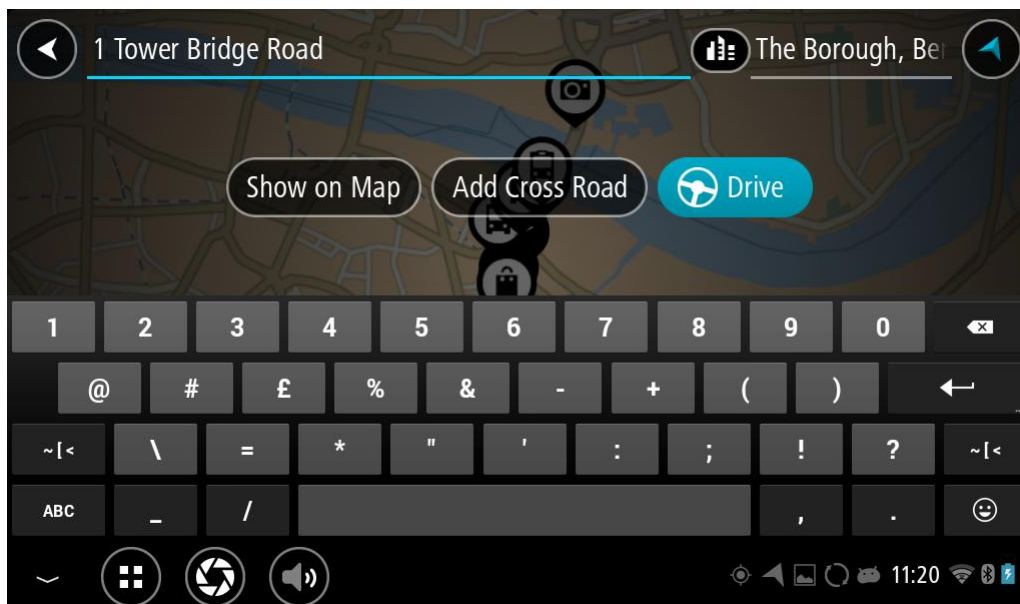 1 Tower Bridge Road The Borough, Ber
Show on Map Add Cross Road Drive
1 2 3 4 5 6 7 8 9 0
@ # £ % & - + ( )
~[< \ = * " ' : ; ! ? ~[<
ABC _ / , .
11:20